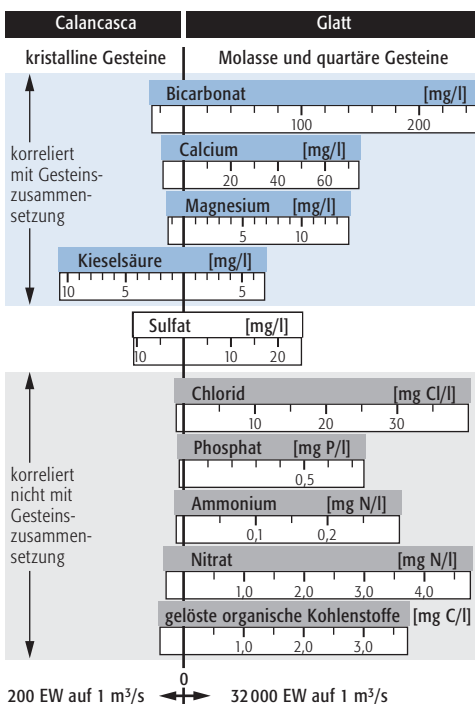 Calancasca Glatt
kristalline Gesteine Molasse und quartäre Gesteine
Bicarbonat [mg/l]
100 200
korreliert
mit Gesteins-
zusammen-
setzung
Calcium [mg/l]
20 40 60
Magnesium [mg/l]
5 10
Kieselsäure [mg/l]
10 5 5
Sulfat [mg/l]
10 10 20
korreliert
nicht mit
Gesteins-
zusammen-
setzung
Chlorid [mg Cl/l]
10 20 30
Phosphat [mg P/l]
0,5
Ammonium [mg N/l]
0,1 0,2
Nitrat [mg N/l]
1,0 2,0 3,0 4,0
gelöste organische Kohlenstoffe [mg C/l]
1,0 2,0 3,0
0
200 EW auf 1 m³/s 32 000 EW auf 1 m³/s